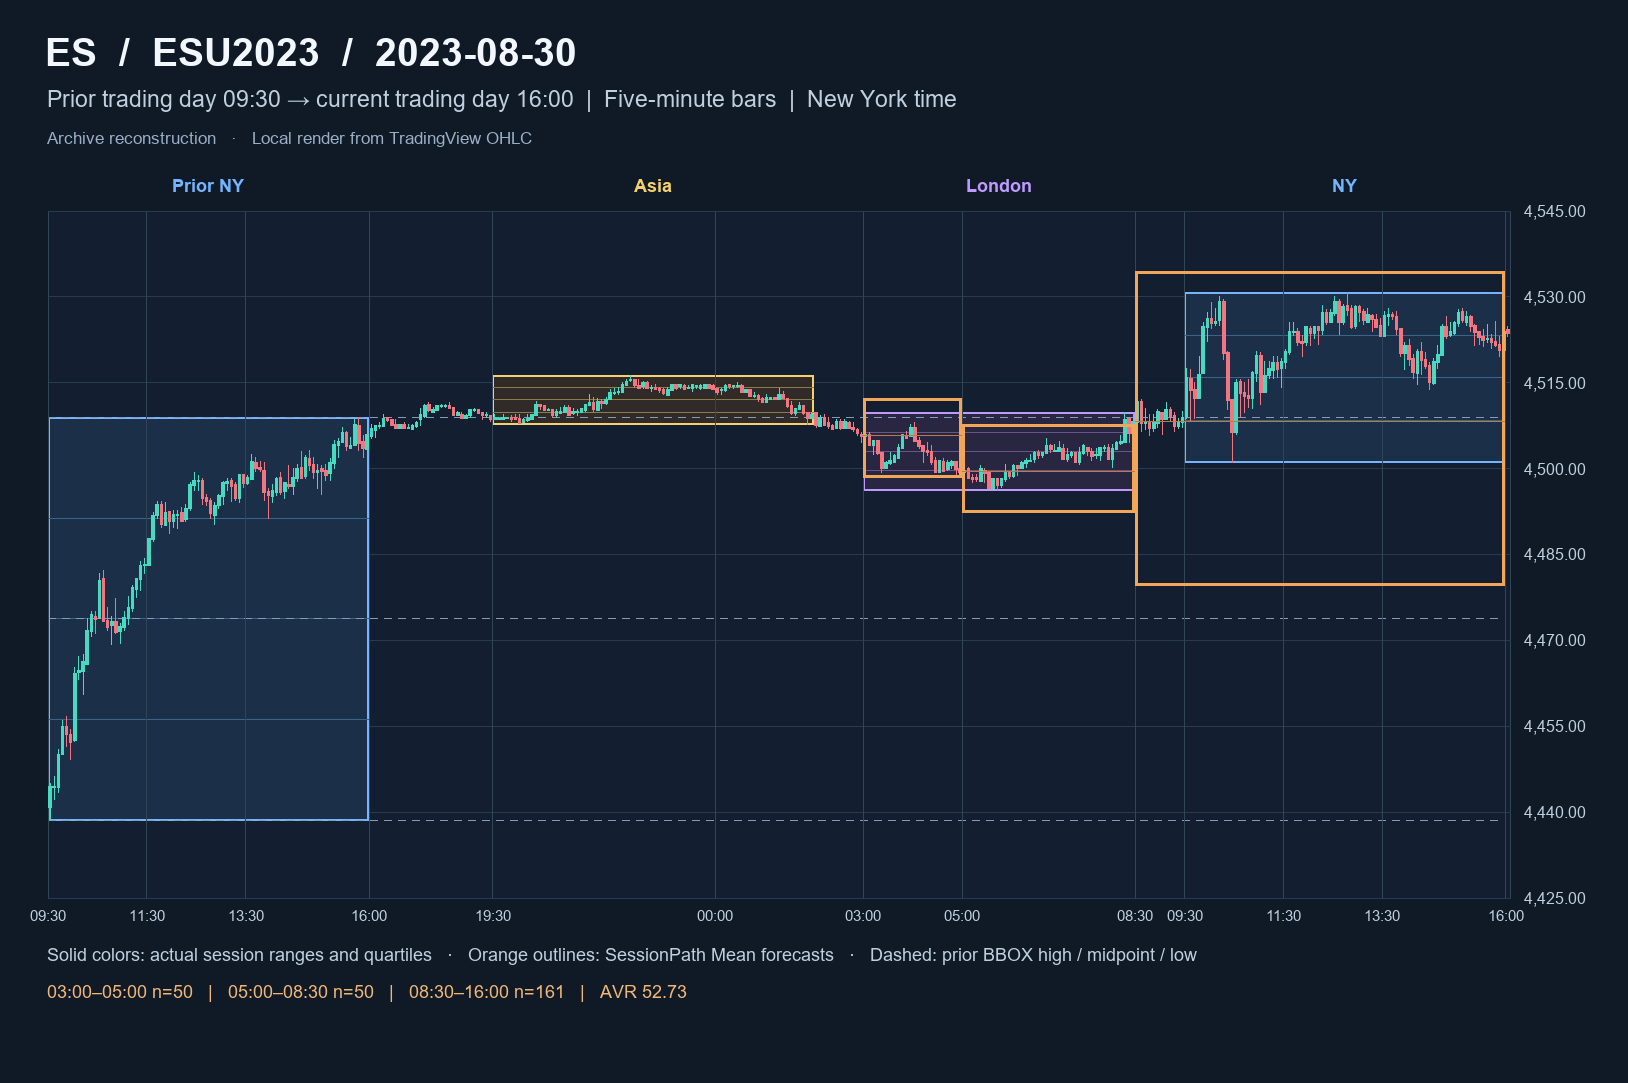 ES / ESU2023 / 2023-08-30
Prior trading day 09:30 → current trading day 16:00 | Five-minute bars | New York time
Archive reconstruction · Local render from TradingView OHLC
Prior NY Asia London NY
4,545.00
4,530.00
4,515.00
4,500.00
4,485.00
4,470.00
4,455.00
4,440.00
4,425.00
09:30 11:30 13:30 16:00 19:30 00:00 03:00 05:00 08:30 09:30 11:30 13:30 16:00
Solid colors: actual session ranges and quartiles · Orange outlines: SessionPath Mean forecasts · Dashed: prior BBOX high / midpoint / low
03:00–05:00 n=50 | 05:00–08:30 n=50 | 08:30–16:00 n=161 | AVR 52.73